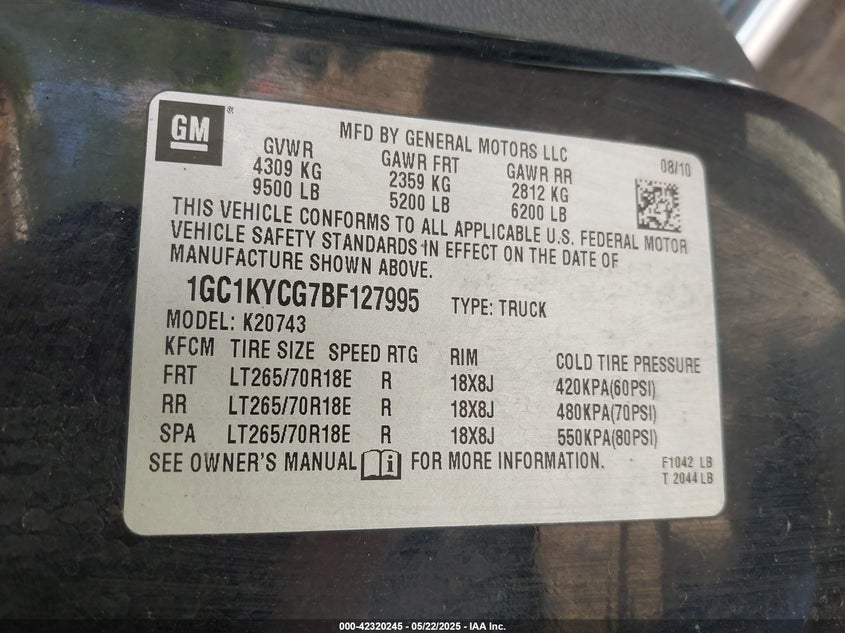 GM ®
MFD BY GENERAL MOTORS LLC
08/10
GVWR GAWR FRT GAWR RR
4309 KG 2359 KG 2812 KG
9500 LB 5200 LB 6200 LB
THIS VEHICLE CONFORMS TO ALL APPLICABLE U.S. FEDERAL MOTOR
VEHICLE SAFETY STANDARDS IN EFFECT ON THE DATE OF
MANUFACTURE SHOWN ABOVE.
1GC1KYCG7BF127995 TYPE: TRUCK
MODEL: K20743
KFCM TIRE SIZE SPEED RTG RIM COLD TIRE PRESSURE
FRT LT265/70R18E R 18X8J 420KPA(60PSI)
RR LT265/70R18E R 18X8J 480KPA(70PSI)
SPA LT265/70R18E R 18X8J 550KPA(80PSI)
SEE OWNER'S MANUAL i FOR MORE INFORMATION.
F1042 LB
T 2044 LB
000-42320245 - 05/22/2025 - IAA Inc.